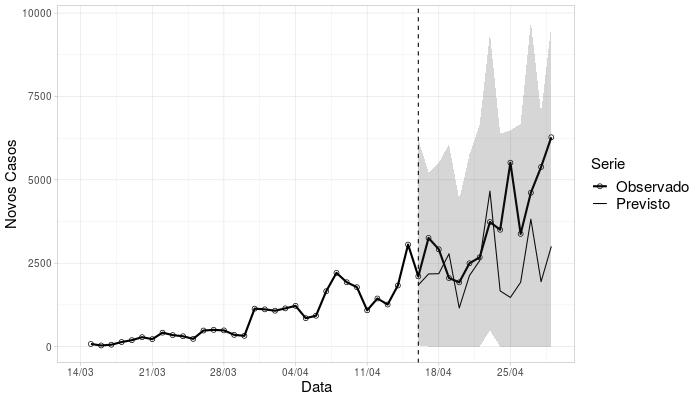 10000
7500
5000
2500
0
Novos Casos
14/03
21/03
28/03
04/04
11/04
18/04
25/04
Data
Serie
Observado
Previsto